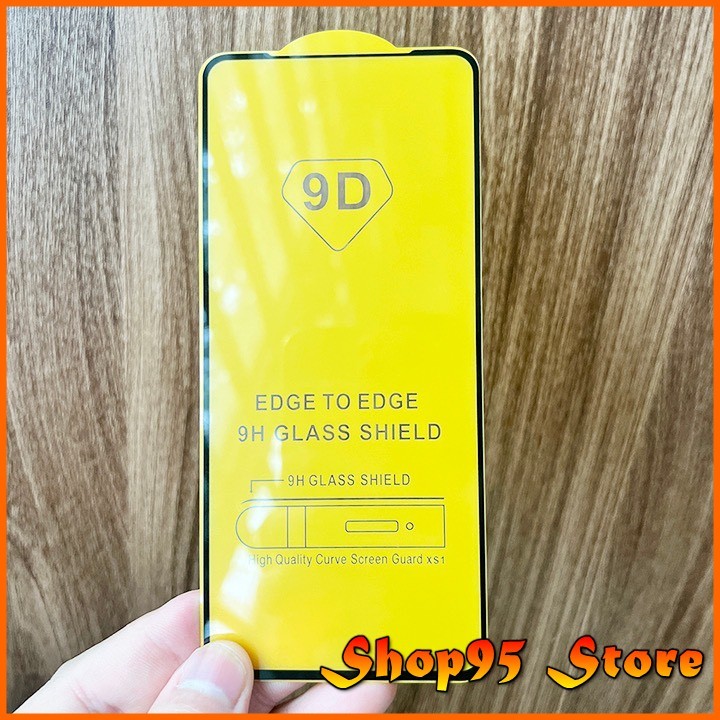 9D
EDGE TO EDGE
9H GLASS SHIELD
9H GLASS SHIELD
High Quality Curve Screen Guard xs1
Shop95 Store